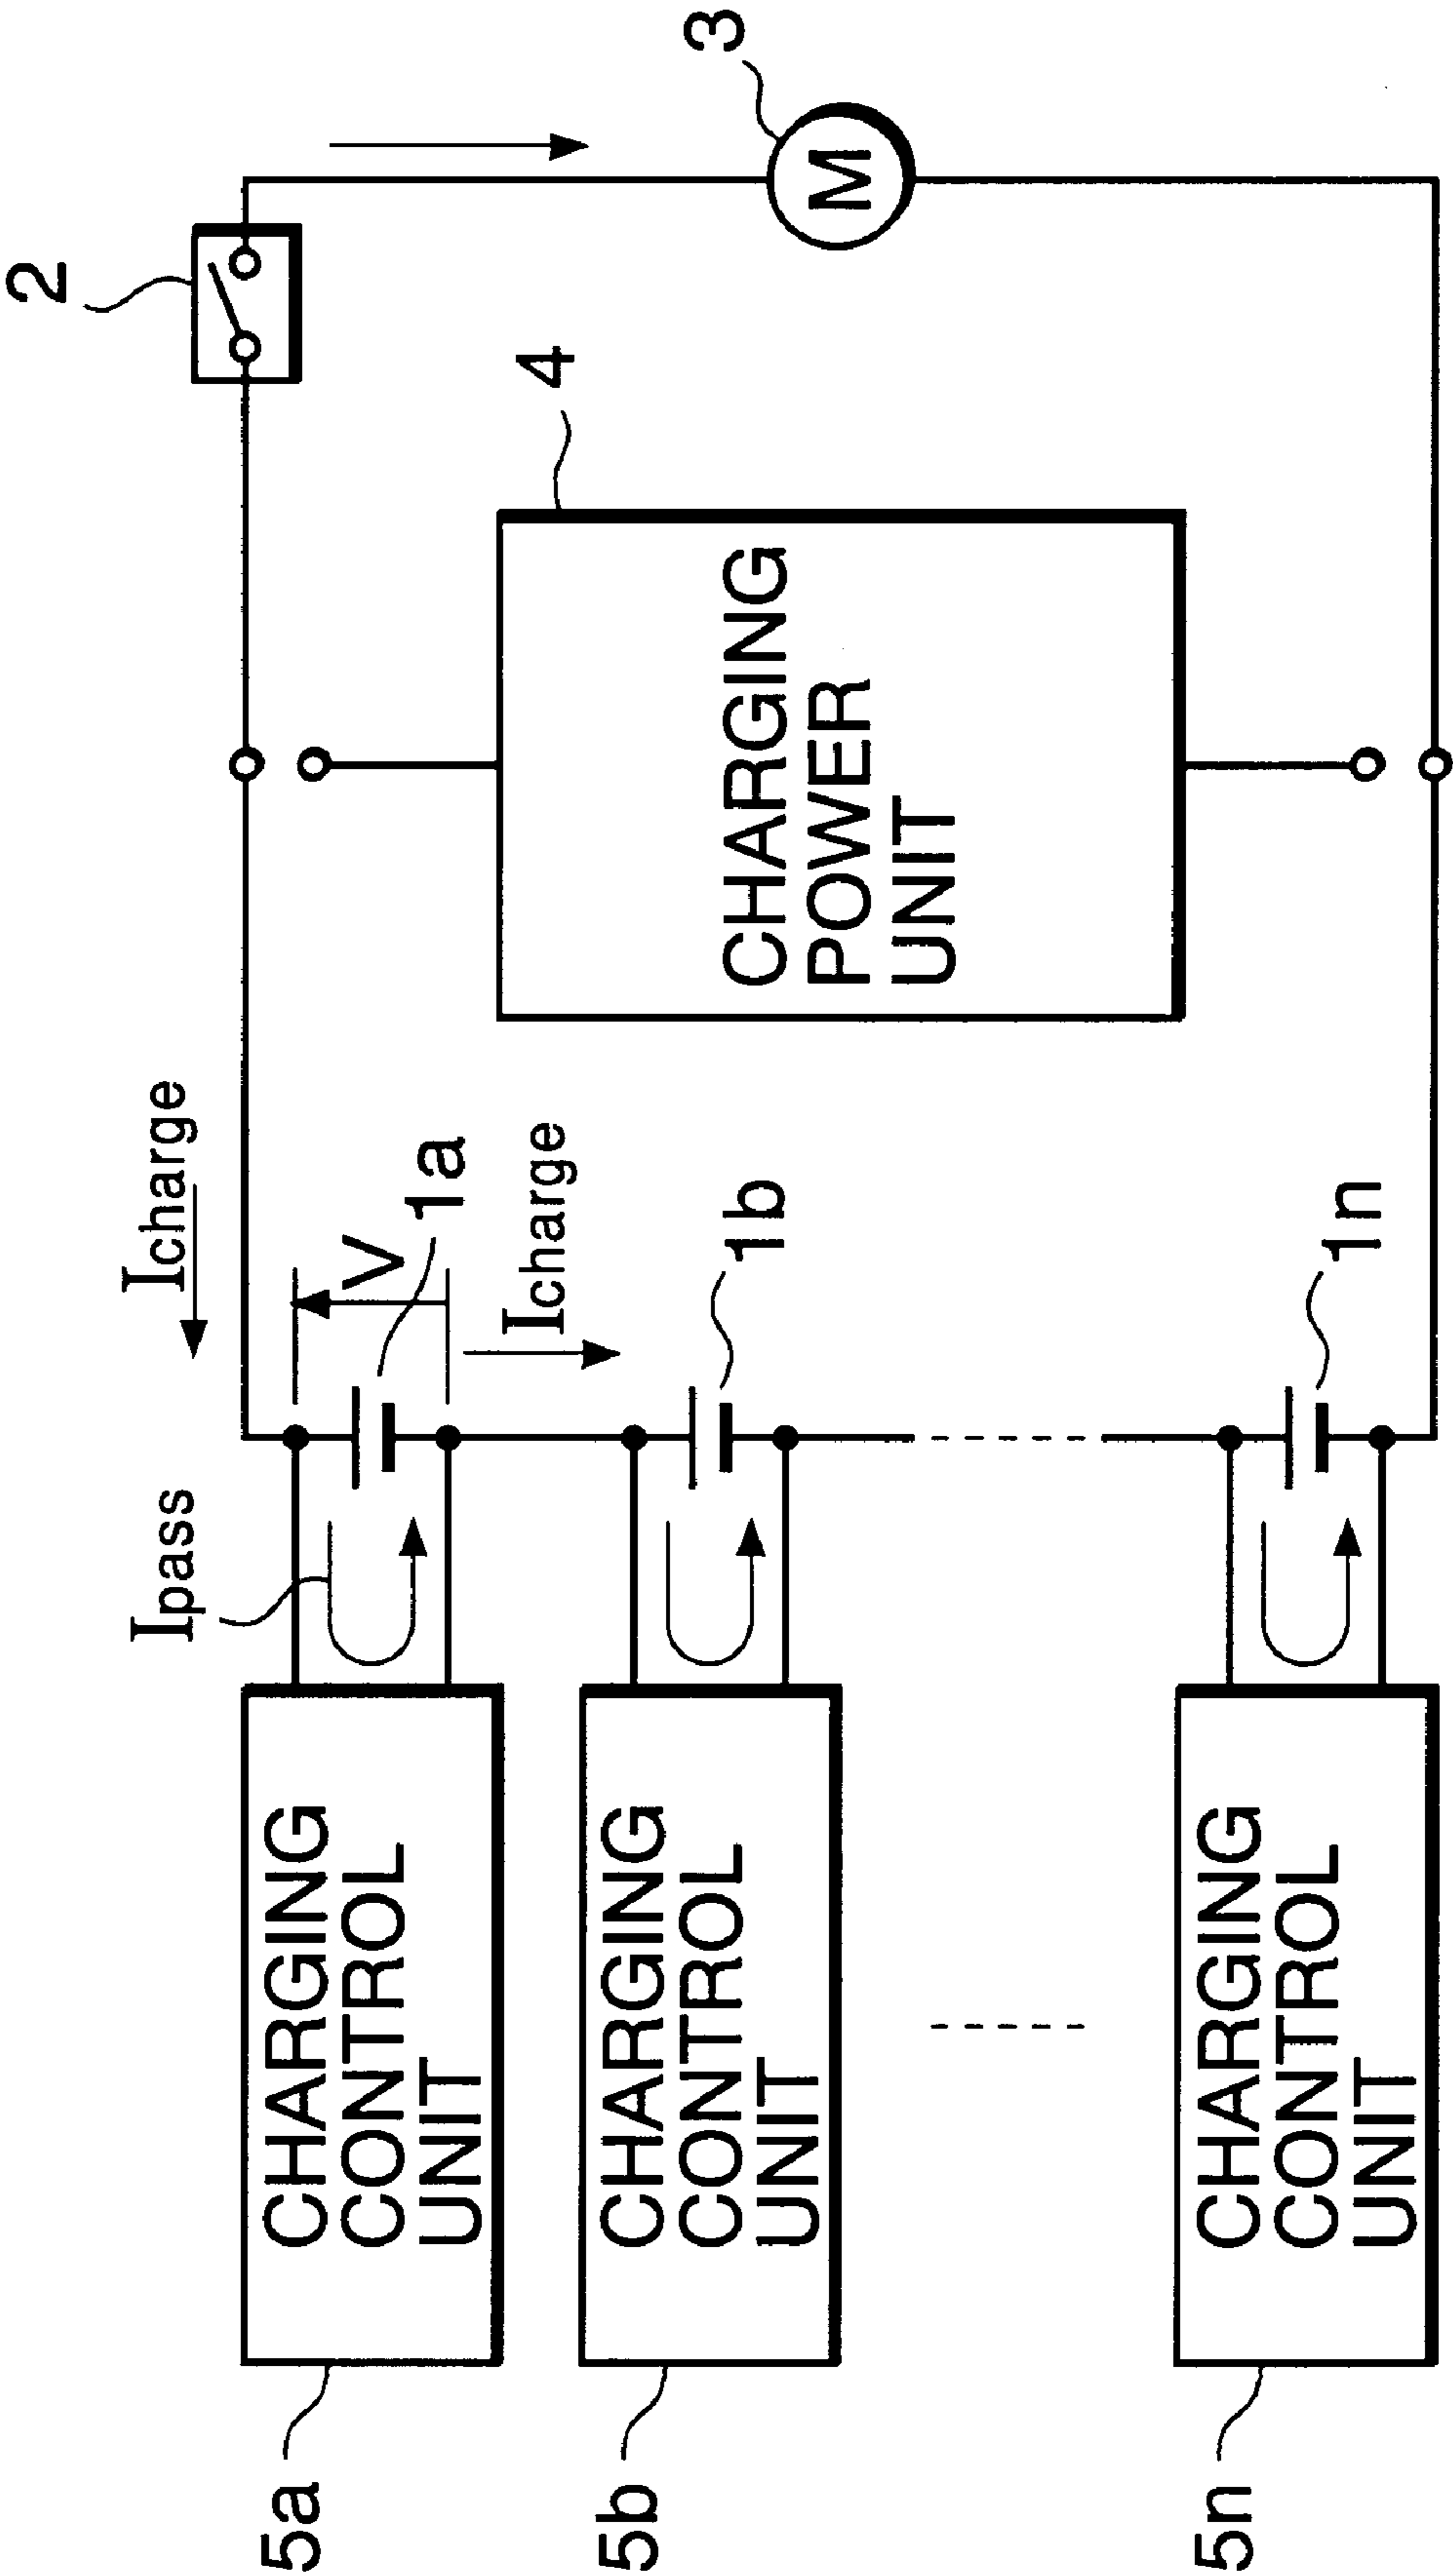 2
Icharge
Ipass
5a
CHARGING
CONTROL
UNIT
V
1a
Icharge
4
5b
CHARGING
CONTROL
UNIT
1b
3
CHARGING
POWER
UNIT
M
5n
CHARGING
CONTROL
UNIT
1n